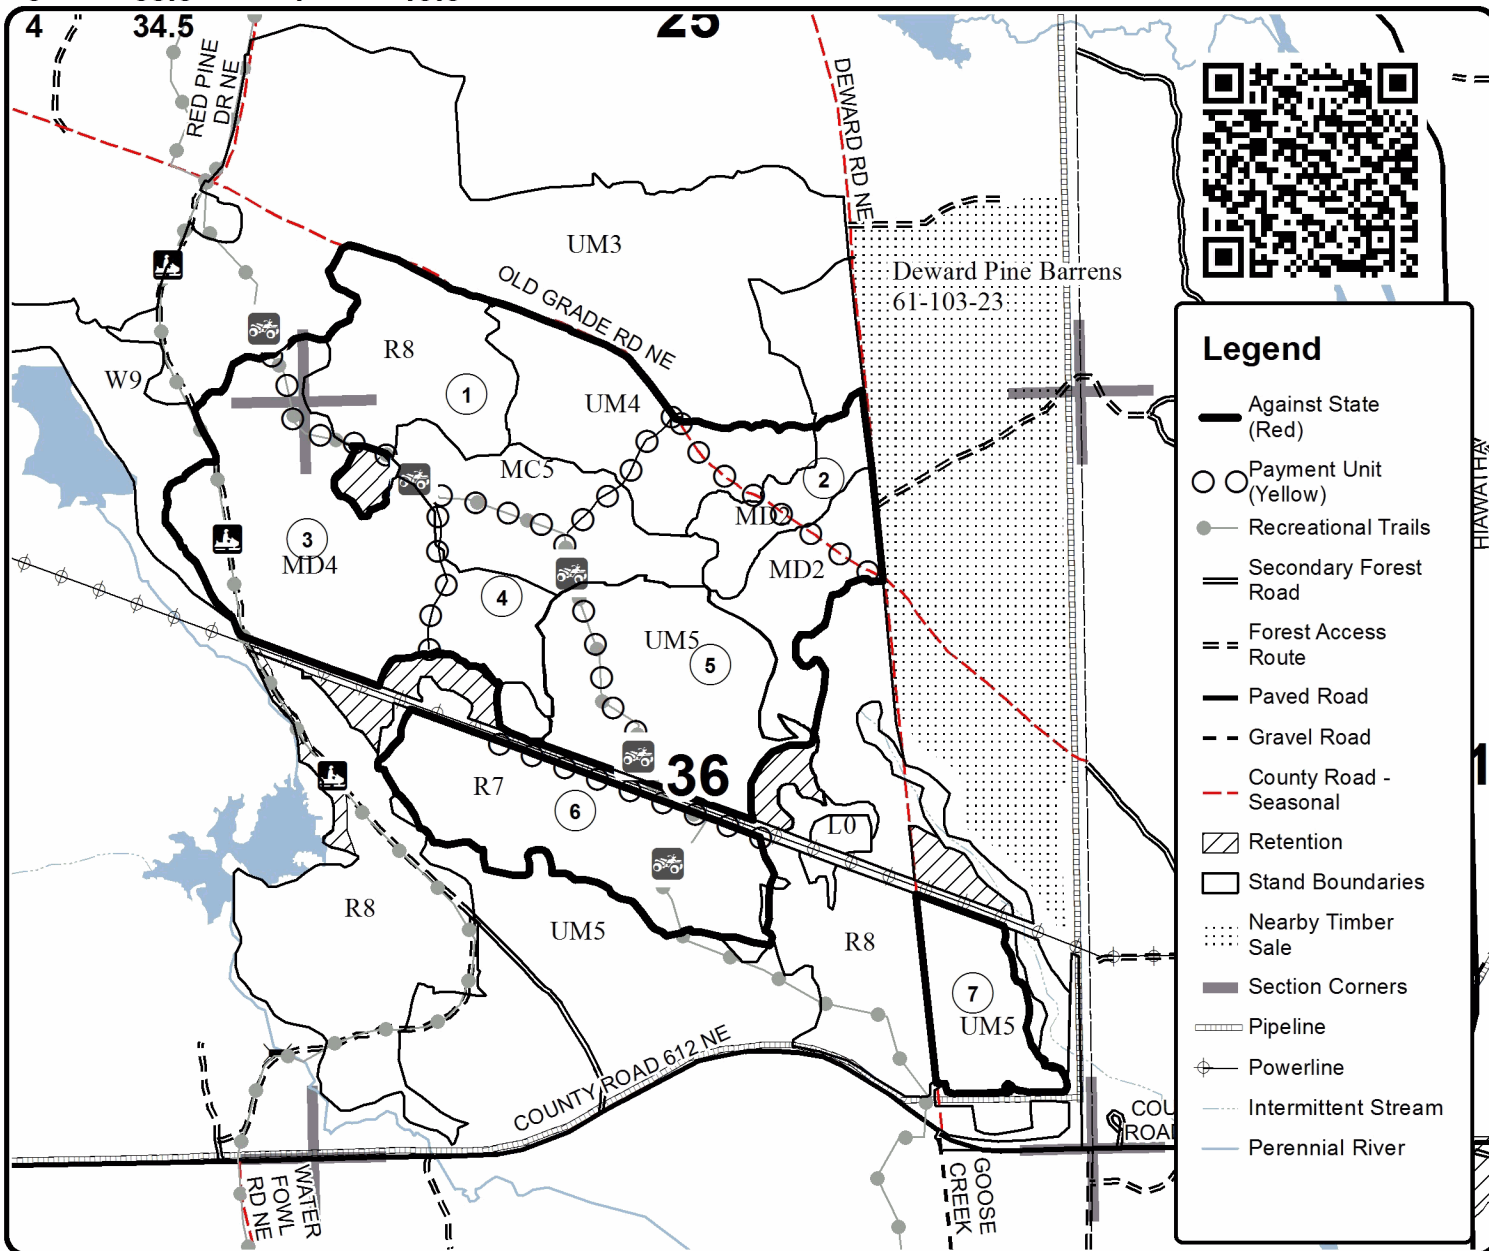 4
34.5
25
RED PINE
DR NE
DEWARD RD NE
UM3
Deward Pine Barrens
61-103-23
OLD GRADE RD NE
R8
W9
1
UM4
MC5
2
MD2
3
MD4
MD2
4
UM5
5
36
R7
6
L0
R8
UM5
R8
7
UM5
COUNTY ROAD 612 NE
COU
ROAD
WATER
FOWL
RD NE
GOOSE
CREEK
HIAWATHA
1
Legend
Against State
(Red)
Payment Unit
(Yellow)
Recreational Trails
Secondary Forest
Road
Forest Access
Route
Paved Road
Gravel Road
County Road -
Seasonal
Retention
Stand Boundaries
Nearby Timber
Sale
Section Corners
Pipeline
Powerline
Intermittent Stream
Perennial River